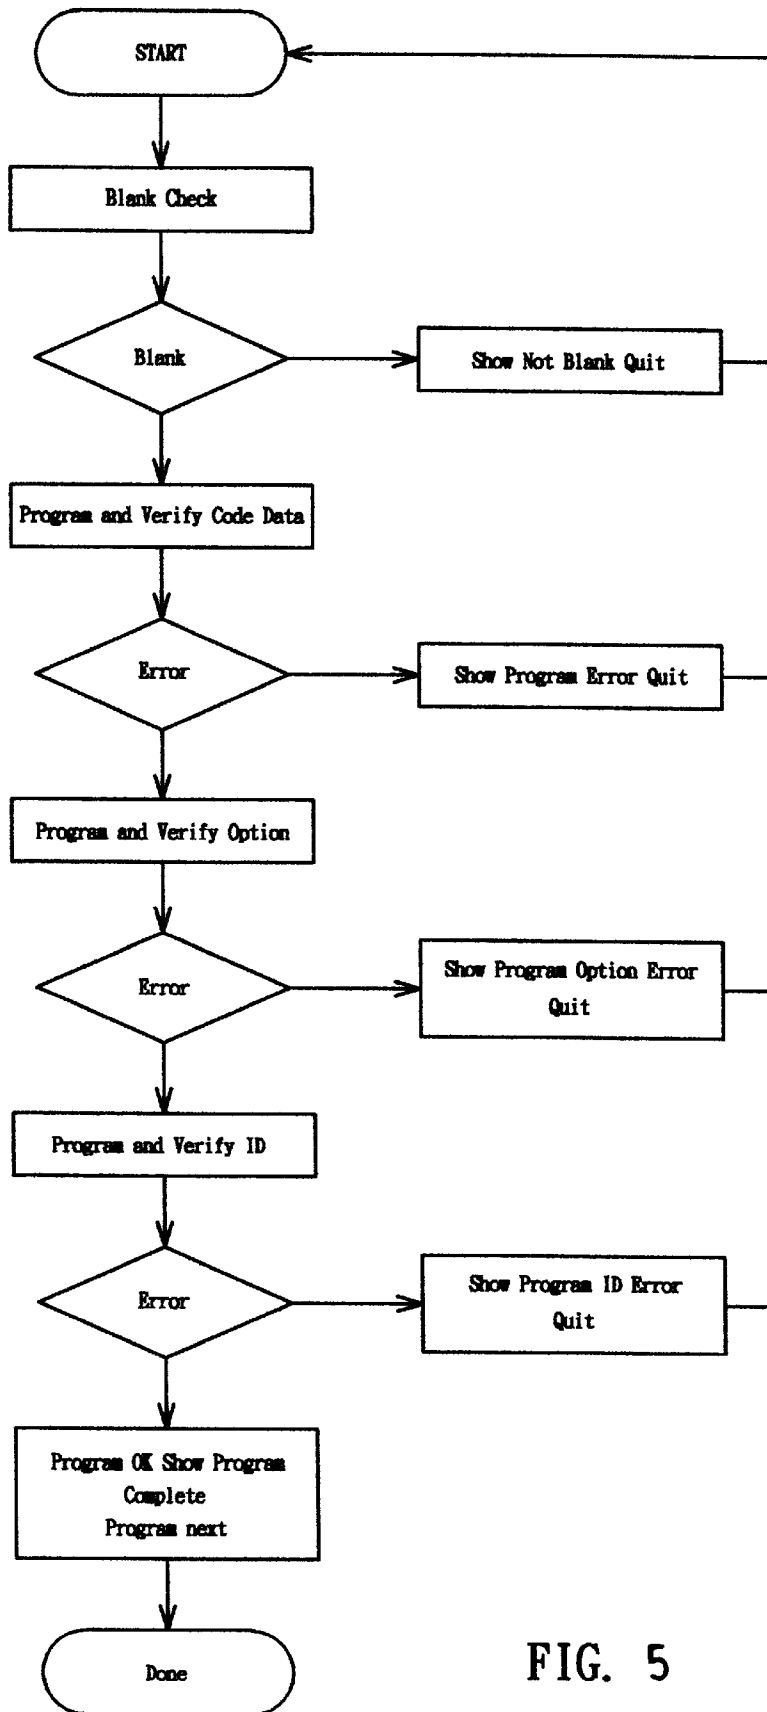 START
Blank Check
Blank
Show Not Blank Quit
Program and Verify Code Data
Error
Show Program Error Quit
Program and Verify Option
Error
Show Program Option Error
Quit
Program and Verify ID
Error
Show Program ID Error
Quit
Program OK Show Program
Complete
Program next
Done
FIG. 5